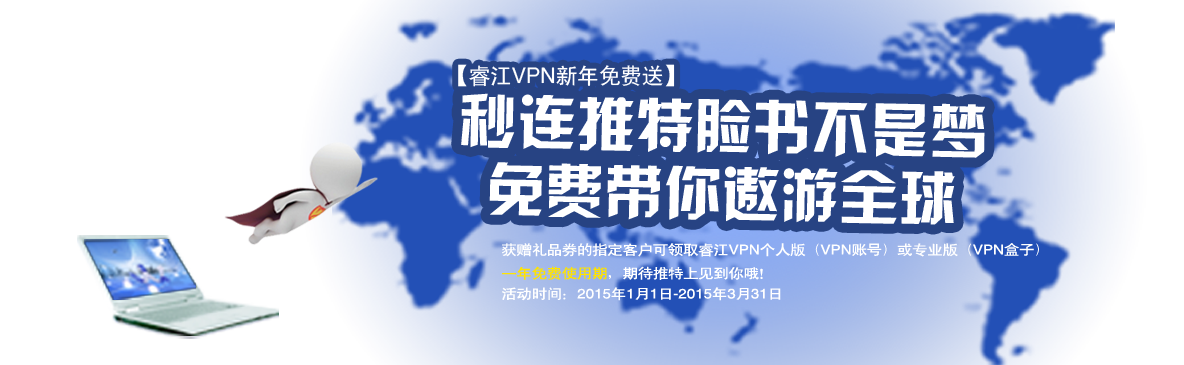 【睿江VPN新年免费送】
秒连推特脸书不是梦
免费带你遨游全球
获赠礼品券的指定客户可领取睿江VPN个人版（VPN账号）或专业版（VPN盒子）
一年免费使用期，期待推特上见到你哦！
活动时间：2015年1月1日-2015年3月31日